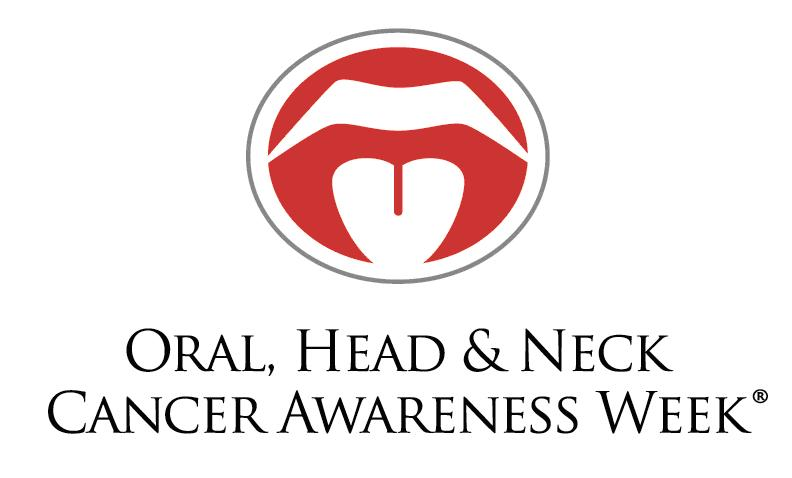 ORAL, HEAD & NECK
CANCER AWARENESS WEEK®